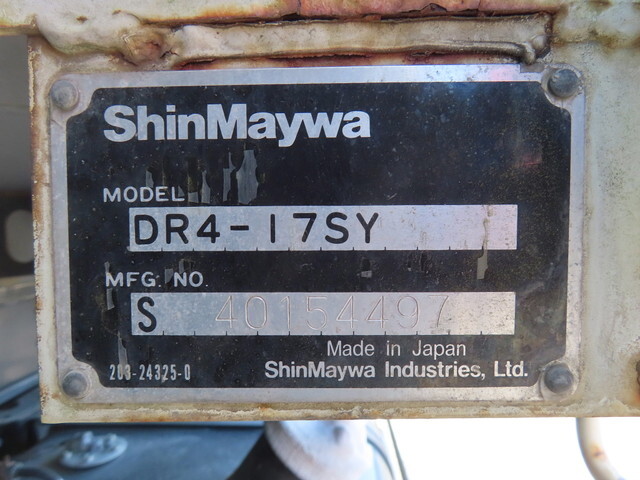 ShinMaywa
MODEL
DR4-17SY
MFG. NO.
S 40154497
Made in Japan
203-24325-0 ShinMaywa Industries, Ltd.